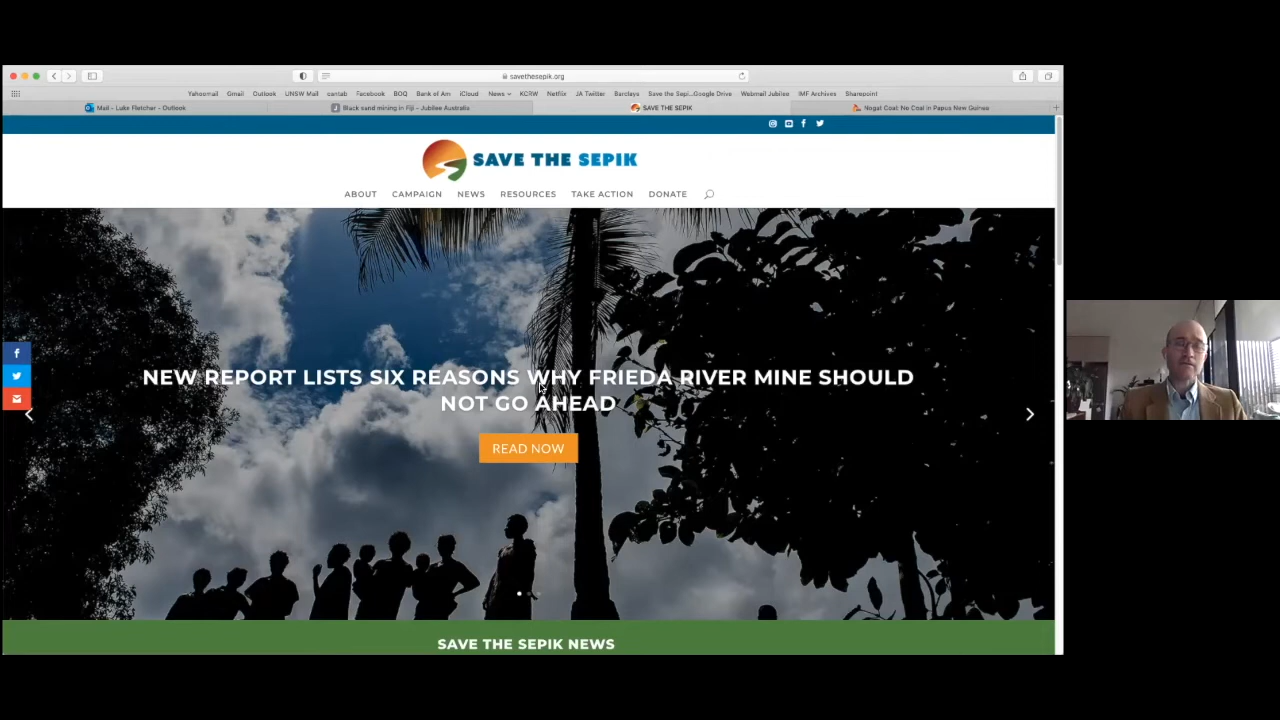 savethesepik.org
Yahoomail Gmail Outlook UNSW Mail cantab Facebook BOQ Bank of Am iCloud News KCRW Netflix JA Twitter Barclays Save the Sepi...Google Drive Webmail Jubilee IMF Archives Sharepoint
Mail - Luke Fletcher - Outlook
Black sand mining in Fiji - Jubilee Australia
SAVE THE SEPIK
Nogat Coal: No Coal in Papua New Guinea
SAVE THE SEPIK
ABOUT CAMPAIGN NEWS RESOURCES TAKE ACTION DONATE
NEW REPORT LISTS SIX REASONS WHY FRIEDA RIVER MINE SHOULD
NOT GO AHEAD
READ NOW
SAVE THE SEPIK NEWS